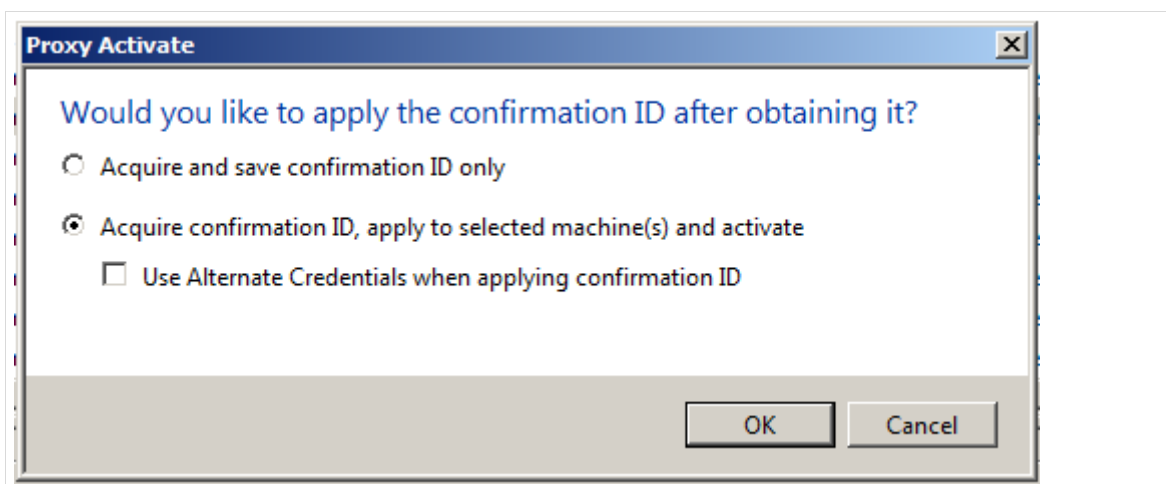 Proxy Activate
Would you like to apply the confirmation ID after obtaining it?
Acquire and save confirmation ID only
Acquire confirmation ID, apply to selected machine(s) and activate
Use Alternate Credentials when applying confirmation ID
OK Cancel